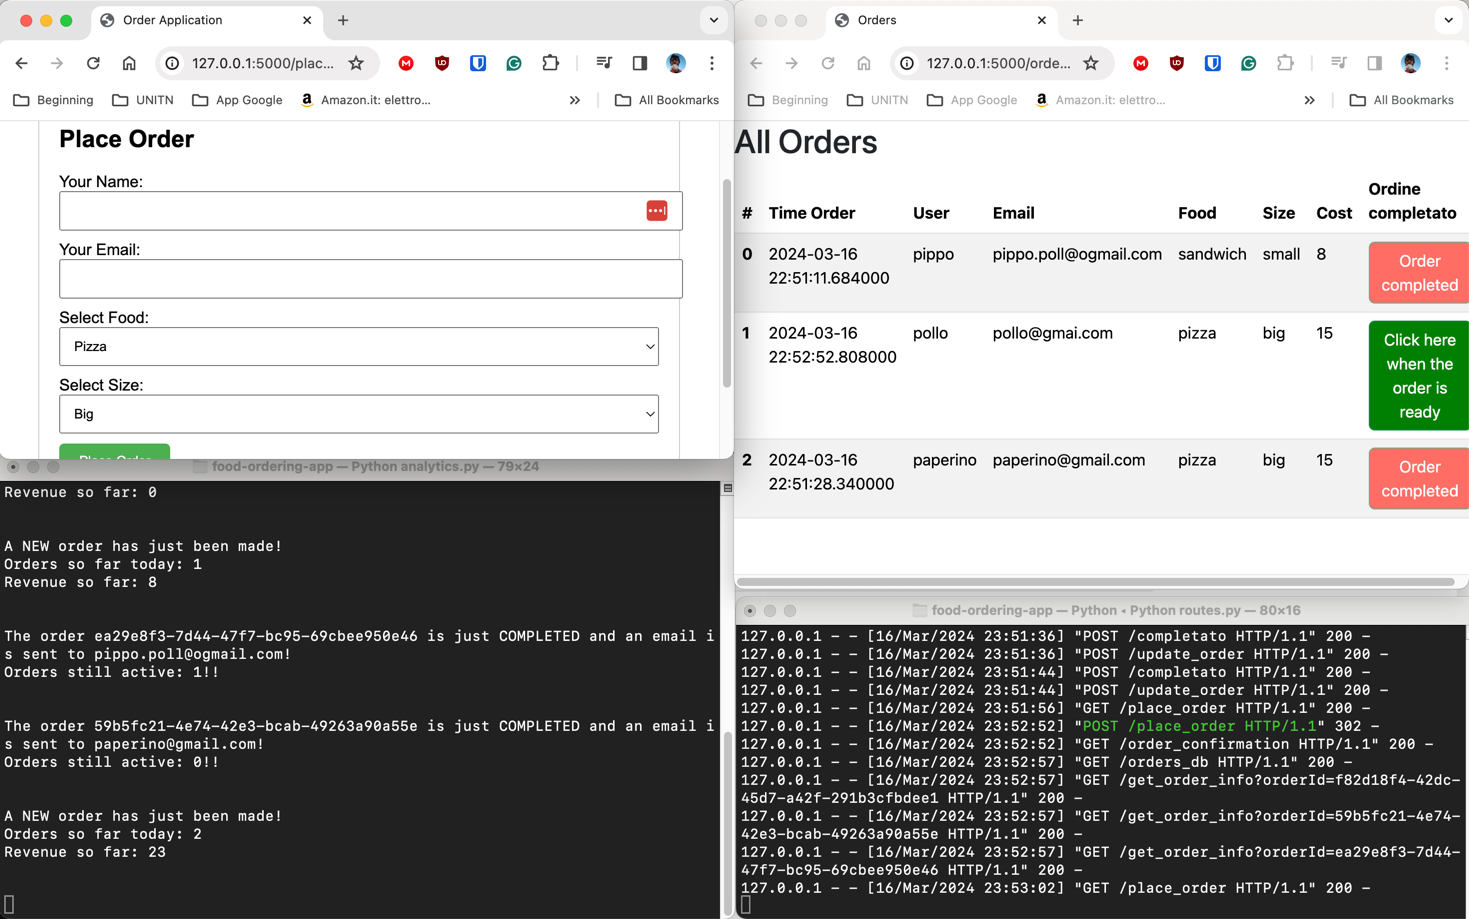 Order Application
127.0.0.1:5000/plac...
Beginning
UNITN
App Google
Amazon.it: elettro...
All Bookmarks
Place Order
Your Name:
Your Email:
Select Food:
Pizza
Select Size:
Big
Place Order
Orders
127.0.0.1:5000/orde...
Beginning
UNITN
App Google
Amazon.it: elettro...
All Bookmarks
All Orders
# Time Order User Email Food Size Cost Ordine completato
0 2024-03-16 pippo pippo.poll@ogmail.com sandwich small 8 Order
22:51:11.684000 completed
1 2024-03-16 pollo pollo@gmai.com pizza big 15 Click here
22:52:52.808000 when the
order is
ready
2 2024-03-16 paperino paperino@gmail.com pizza big 15 Order
22:51:28.340000 completed
food-ordering-app — Python analytics.py — 79×24
Revenue so far: 0
A NEW order has just been made!
Orders so far today: 1
Revenue so far: 8
The order ea29e8f3-7d44-47f7-bc95-69cbee950e46 is just COMPLETED and an email i
s sent to pippo.poll@ogmail.com!
Orders still active: 1!!
The order 59b5fc21-4e74-42e3-bcab-49263a90a55e is just COMPLETED and an email i
s sent to paperino@gmail.com!
Orders still active: 0!!
A NEW order has just been made!
Orders so far today: 2
Revenue so far: 23
food-ordering-app — Python ◂ Python routes.py — 80×16
127.0.0.1 - - [16/Mar/2024 23:51:36] "POST /completato HTTP/1.1" 200 -
127.0.0.1 - - [16/Mar/2024 23:51:36] "POST /update_order HTTP/1.1" 200 -
127.0.0.1 - - [16/Mar/2024 23:51:44] "POST /completato HTTP/1.1" 200 -
127.0.0.1 - - [16/Mar/2024 23:51:44] "POST /update_order HTTP/1.1" 200 -
127.0.0.1 - - [16/Mar/2024 23:51:56] "GET /place_order HTTP/1.1" 200 -
127.0.0.1 - - [16/Mar/2024 23:52:52] "POST /place_order HTTP/1.1" 302 -
127.0.0.1 - - [16/Mar/2024 23:52:52] "GET /order_confirmation HTTP/1.1" 200 -
127.0.0.1 - - [16/Mar/2024 23:52:57] "GET /orders_db HTTP/1.1" 200 -
127.0.0.1 - - [16/Mar/2024 23:52:57] "GET /get_order_info?orderId=f82d18f4-42dc-
45d7-a42f-291b3cfbdee1 HTTP/1.1" 200 -
127.0.0.1 - - [16/Mar/2024 23:52:57] "GET /get_order_info?orderId=59b5fc21-4e74-
42e3-bcab-49263a90a55e HTTP/1.1" 200 -
127.0.0.1 - - [16/Mar/2024 23:52:57] "GET /get_order_info?orderId=ea29e8f3-7d44-
47f7-bc95-69cbee950e46 HTTP/1.1" 200 -
127.0.0.1 - - [16/Mar/2024 23:53:02] "GET /place_order HTTP/1.1" 200 -